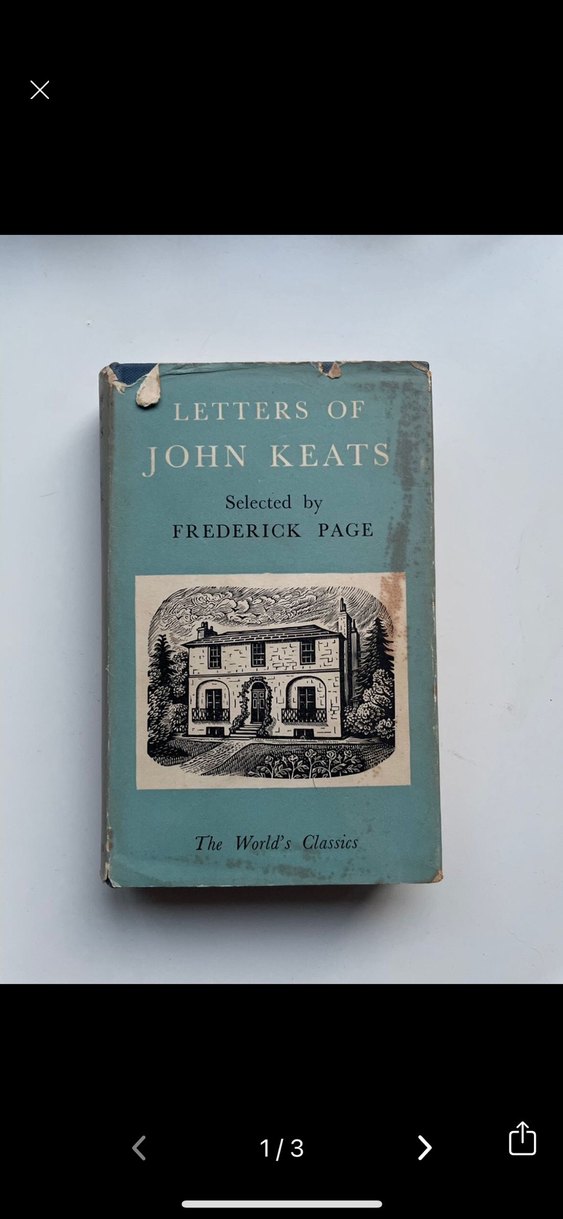 LETTERS OF
JOHN KEATS
Selected by
FREDERICK PAGE
The World's Classics
1/3